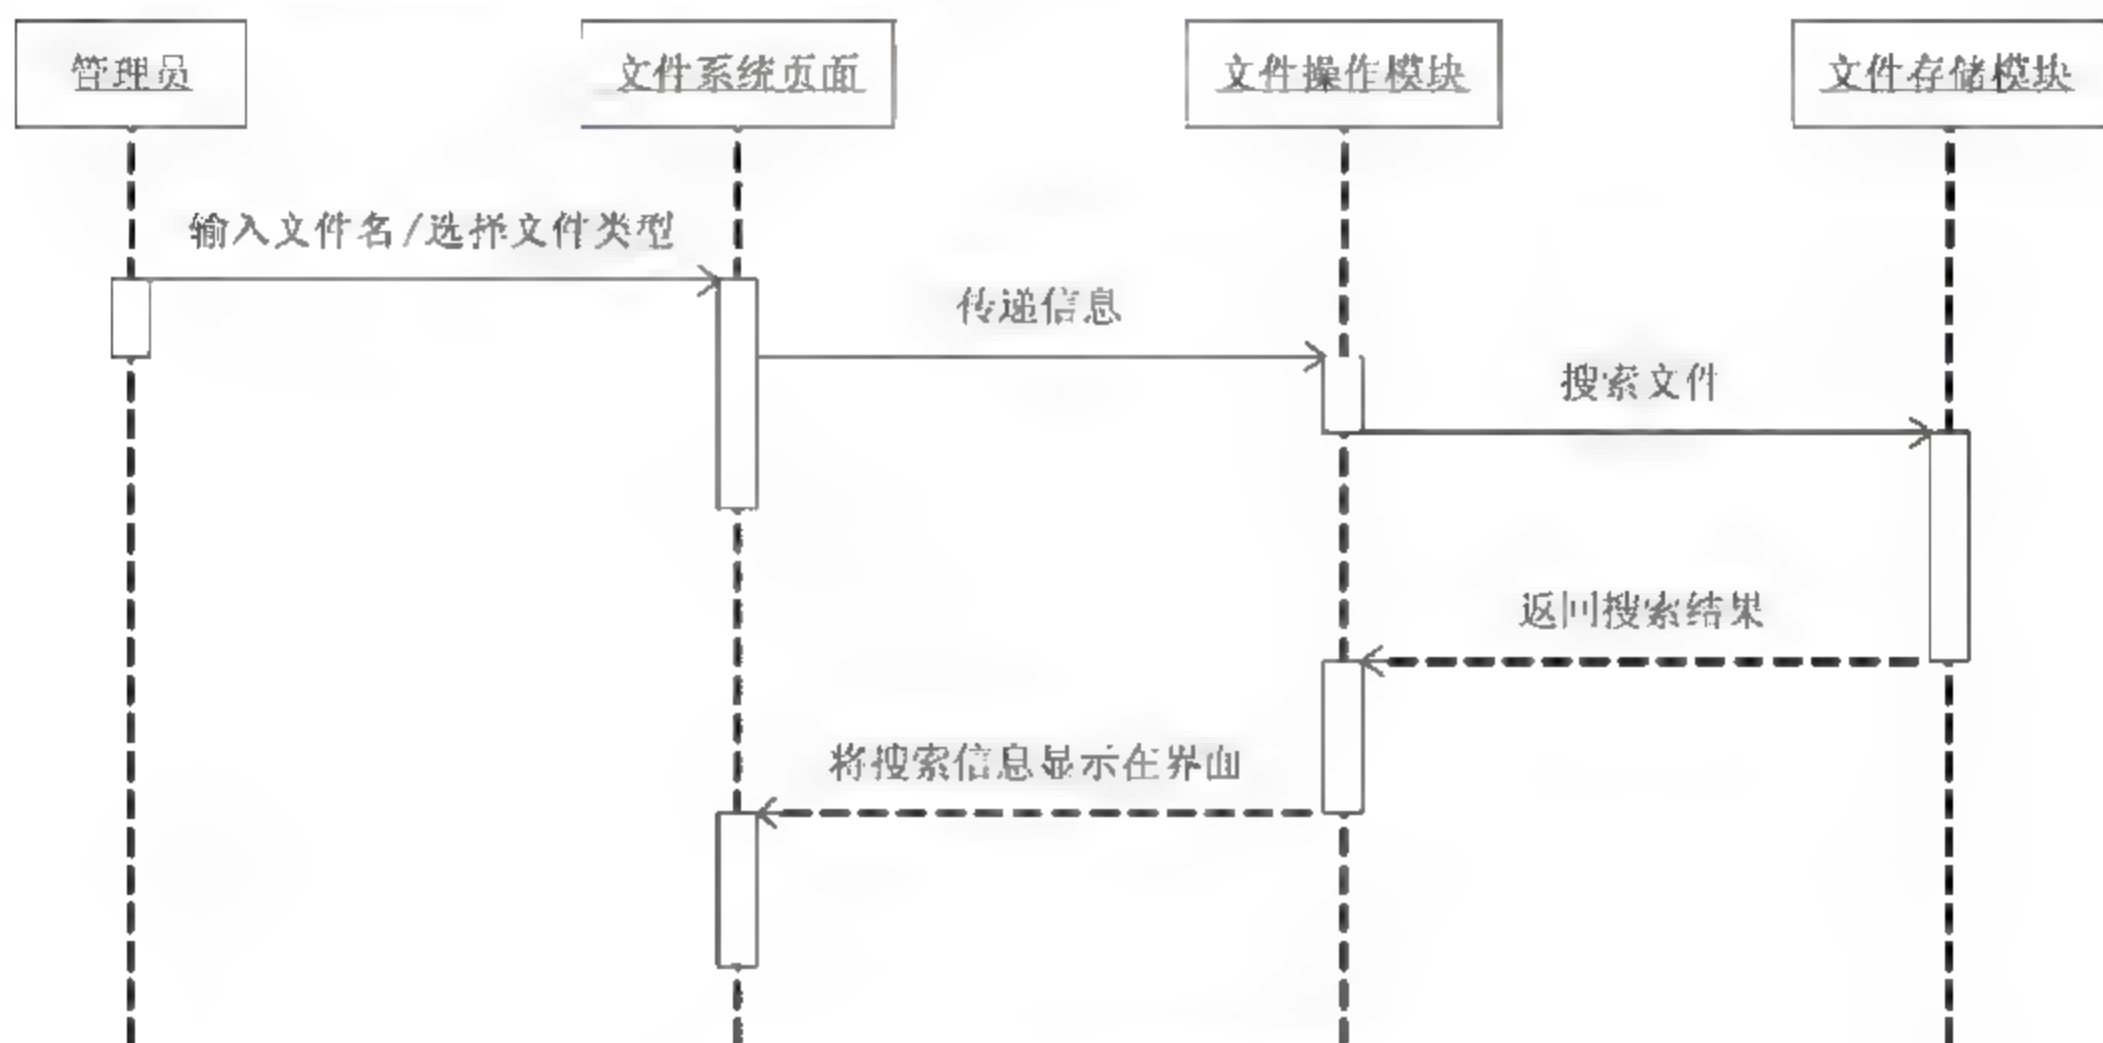 管理员
文件系统页面
文件操作模块
文件存储模块
输入文件名/选择文件类型
传递信息
搜索文件
返回搜索结果
将搜索信息显示在界面